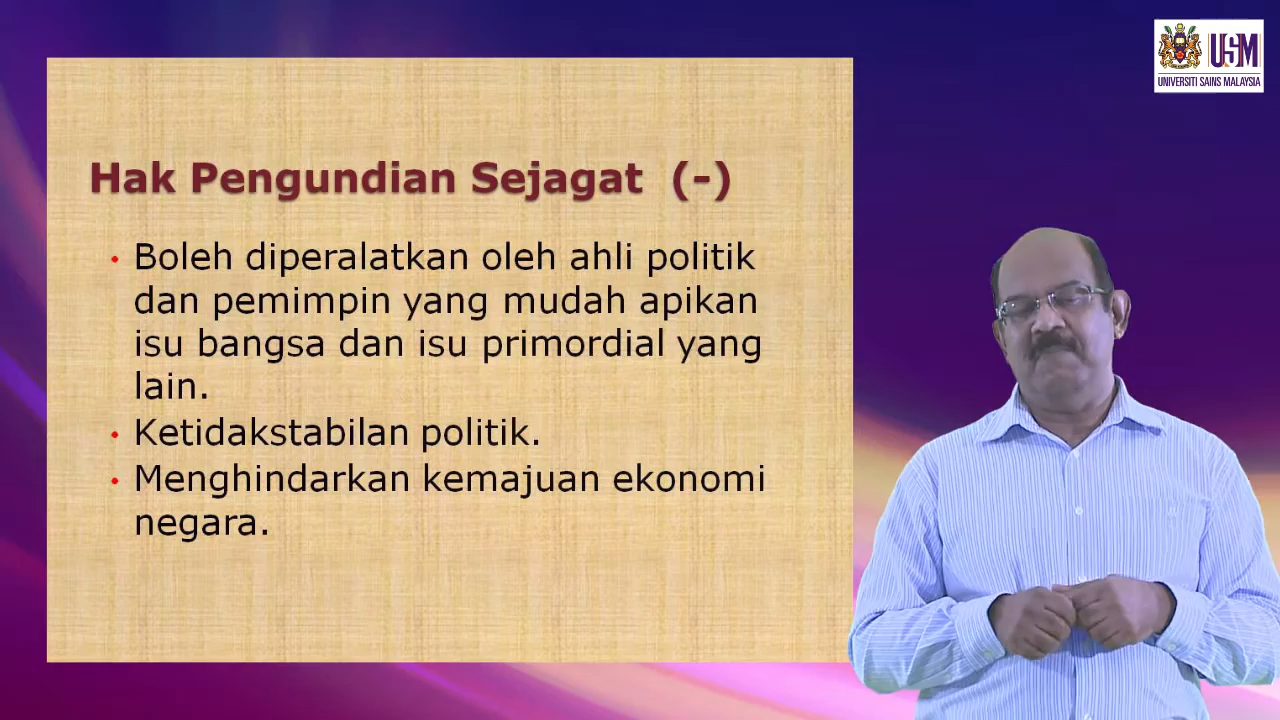 USM
UNIVERSITI SAINS MALAYSIA
Hak Pengundian Sejagat (-)
• Boleh diperalatkan oleh ahli politik
dan pemimpin yang mudah apikan
isu bangsa dan isu primordial yang
lain.
• Ketidakstabilan politik.
• Menghindarkan kemajuan ekonomi
negara.